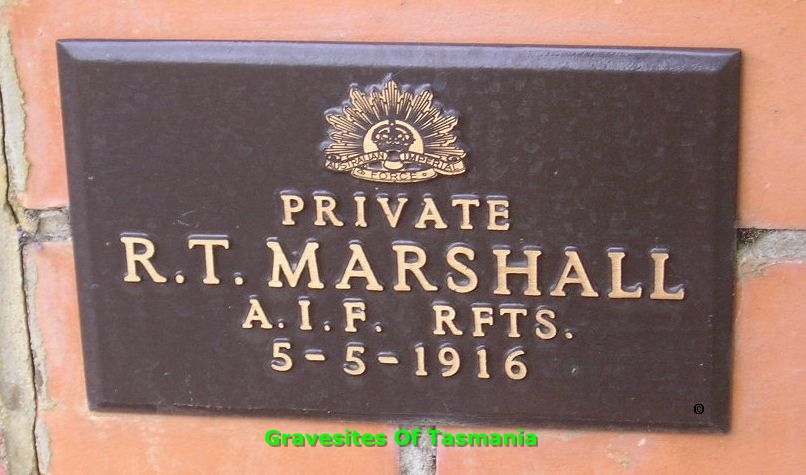 AUSTRALIAN IMPERIAL
FORCE
PRIVATE
R.T. MARSHALL
A.I.F. RFTS.
5-5-1916
©
Gravesites Of Tasmania